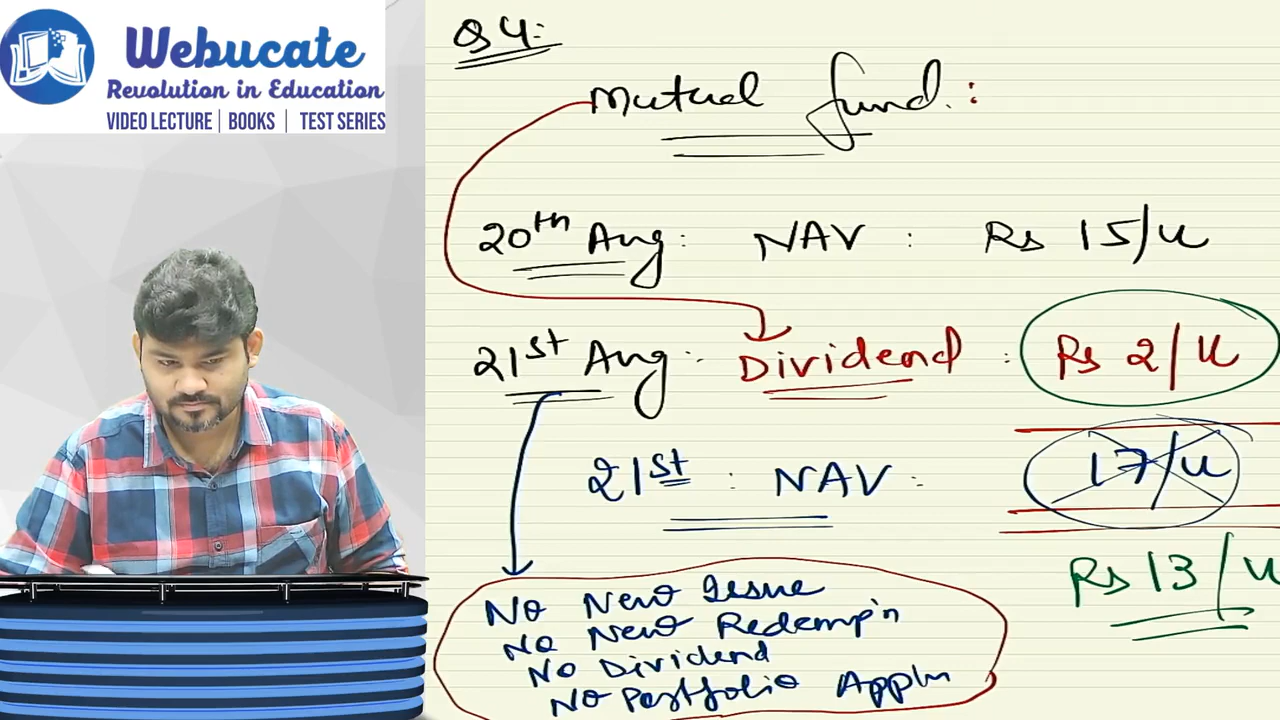 Webucate
Revolution in Education
VIDEO LECTURE | BOOKS | TEST SERIES
Q4:
Mutual fund:
20th Aug: NAV : Rs 15/u
21st Aug: Dividend : Rs 2/u
21st : NAV: 17/u
Rs 13/u
No New Issue
No New Redemp'n
No Dividend
No Portfolio Appln